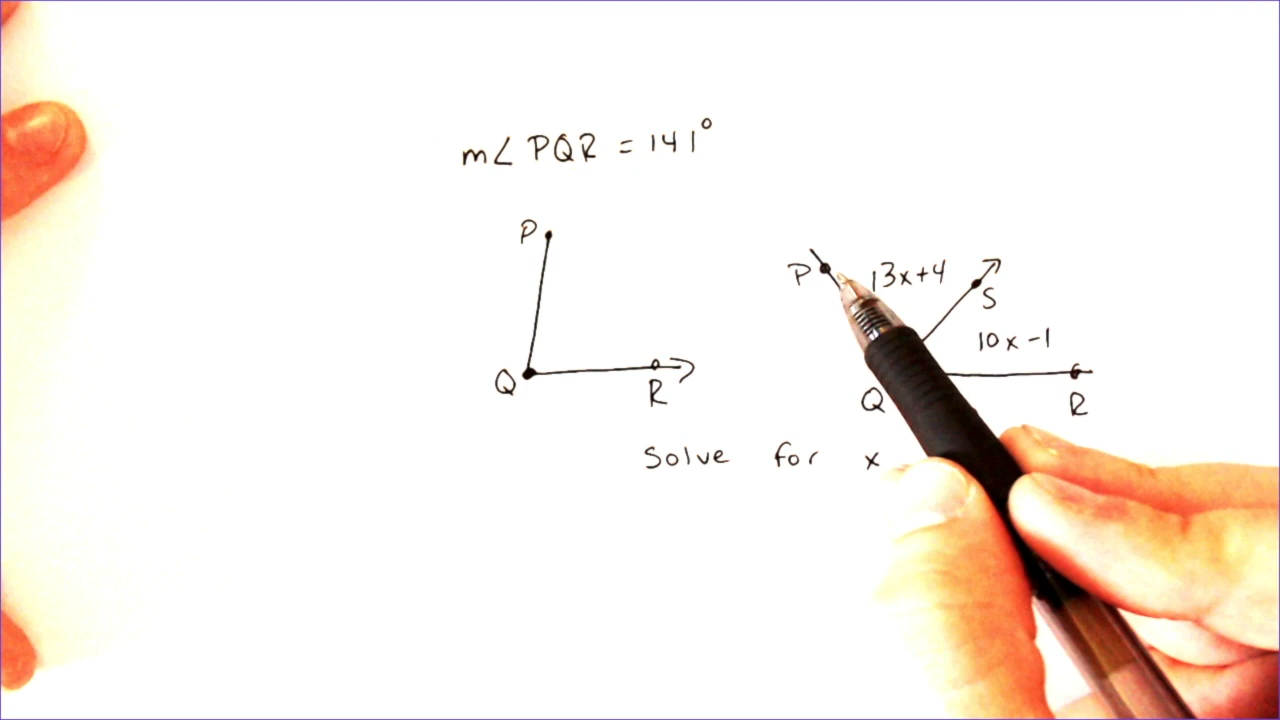 m∠ PQR = 141°
P
Q
R
P
13x+4
S
10x-1
Q
R
Solve for x